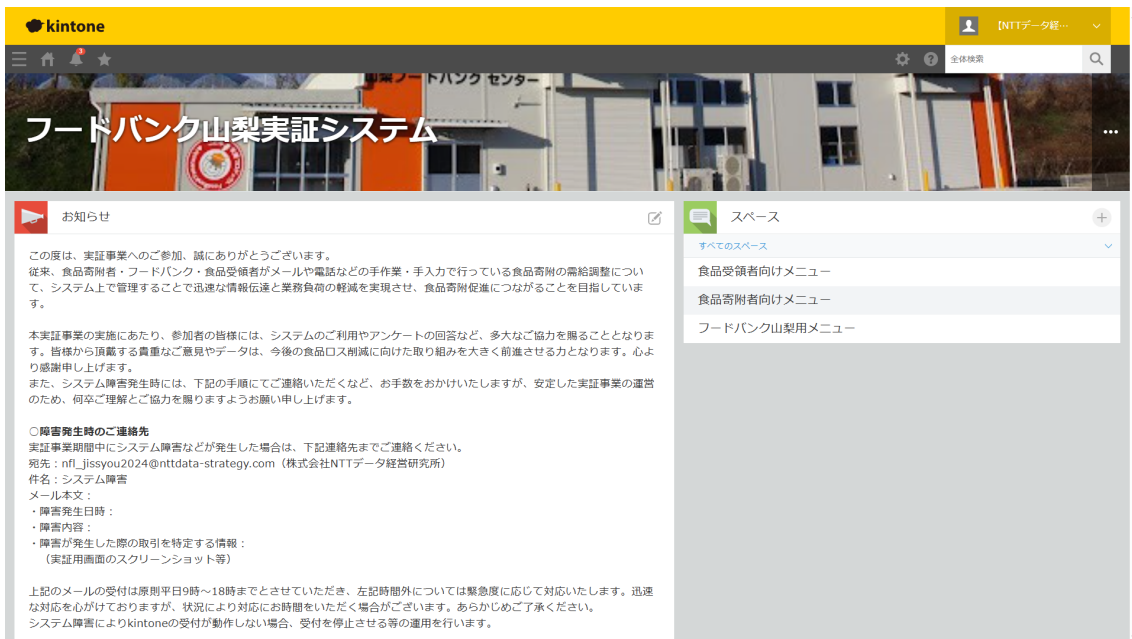 kintone
【NTTデータ経…
3
全体検索
山梨フードバンク センター
フードバンク山梨実証システム
お知らせ
この度は、実証事業へのご参加、誠にありがとうございます。
従来、食品寄附者・フードバンク・食品受領者がメールや電話などの手作業・手入力で行っている食品寄附の需給調整につい
て、システム上で管理することで迅速な情報伝達と業務負荷の軽減を実現させ、食品寄附促進につながることを目指していま
す。
本実証事業の実施にあたり、参加者の皆様には、システムのご利用やアンケートの回答など、多大なご協力を賜ることとなりま
す。皆様から頂戴する貴重なご意見やデータは、今後の食品ロス削減に向けた取り組みを大きく前進させる力となります。心よ
り感謝申し上げます。
また、システム障害発生時には、下記の手順にてご連絡いただくなど、お手数をおかけいたしますが、安定した実証事業の運営
のため、何卒ご理解とご協力を賜りますようお願い申し上げます。
○障害発生時のご連絡先
実証事業期間中にシステム障害などが発生した場合は、下記連絡先までご連絡ください。
宛先：nfl_jissyou2024@nttdata-strategy.com（株式会社NTTデータ経営研究所）
件名：システム障害
メール本文：
・障害発生日時：
・障害内容：
・障害が発生した際の取引を特定する情報：
（実証用画面のスクリーンショット等）
上記のメールの受付は原則平日9時～18時までとさせていただき、左記時間外については緊急度に応じて対応いたします。迅速
な対応を心がけておりますが、状況により対応にお時間をいただく場合がございます。あらかじめご了承ください。
システム障害によりkintoneの受付が動作しない場合、受付を停止させる等の運用を行います。
スペース
すべてのスペース
食品受領者向けメニュー
食品寄附者向けメニュー
フードバンク山梨用メニュー